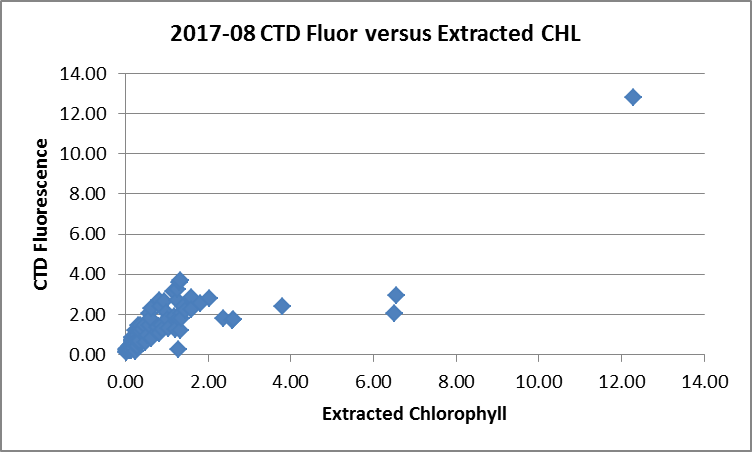 2017-08 CTD Fluor versus Extracted CHL
14.00
12.00
10.00
8.00
6.00
4.00
2.00
0.00
CTD Fluorescence
0.00 2.00 4.00 6.00 8.00 10.00 12.00 14.00
Extracted Chlorophyll